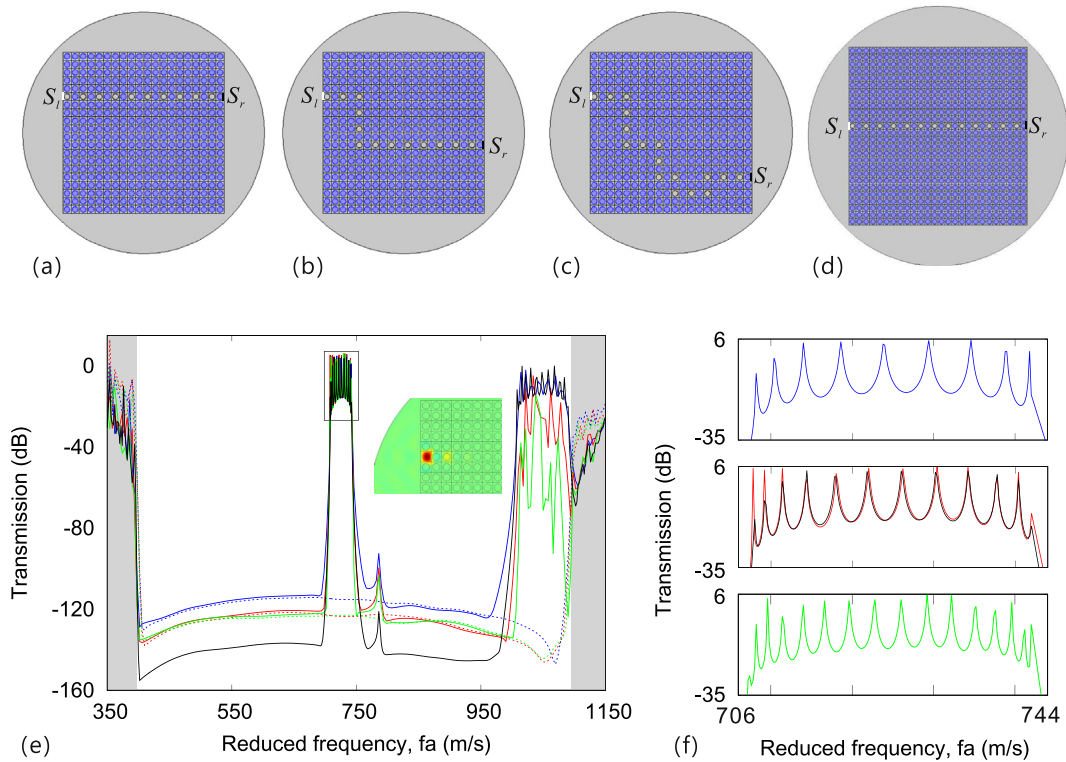 S_l S_r
S_l S_r
S_l S_r
S_l S_r
(a) (b) (c) (d)
0
-40
-80
-120
-160
Transmission (dB)
350 550 750 950 1150
(e) Reduced frequency, fa (m/s)
6
-35
6
-35
6
-35
Transmission (dB)
706 744
(f) Reduced frequency, fa (m/s)